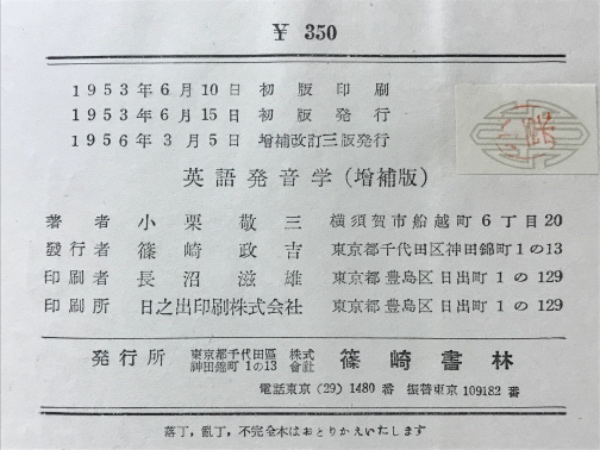 ¥ 350
1953年6月10日 初版印刷
1953年6月15日 初版発行
1956年3月5日 増補改訂三版発行
英語発音学(増補版)
著者 小栗敬三 横須賀市船越町6丁目20
發行者 篠崎政吉 東京都千代田区神田錦町1の13
印刷者 長沼滋雄 東京都豊島区日出町1の129
印刷所 日之出印刷株式会社 東京都豊島区日出町1の129
発行所 東京都千代田區神田錦町1の13 株式會社 篠崎書林
電話東京(29)1480番 振替東京109182番
落丁,亂丁,不完全本はおとりかえいたします